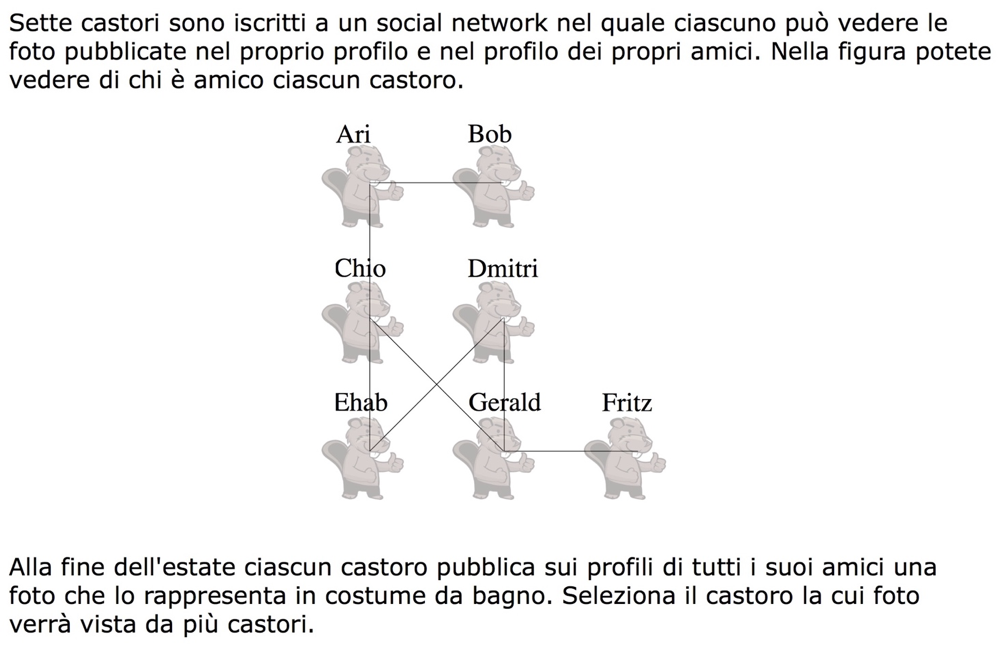 Sette castori sono iscritti a un social network nel quale ciascuno può vedere le
foto pubblicate nel proprio profilo e nel profilo dei propri amici. Nella figura potete
vedere di chi è amico ciascun castoro.
Ari Bob
Chio Dmitri
Ehab Gerald Fritz
Alla fine dell'estate ciascun castoro pubblica sui profili di tutti i suoi amici una
foto che lo rappresenta in costume da bagno. Seleziona il castoro la cui foto
verrà vista da più castori.